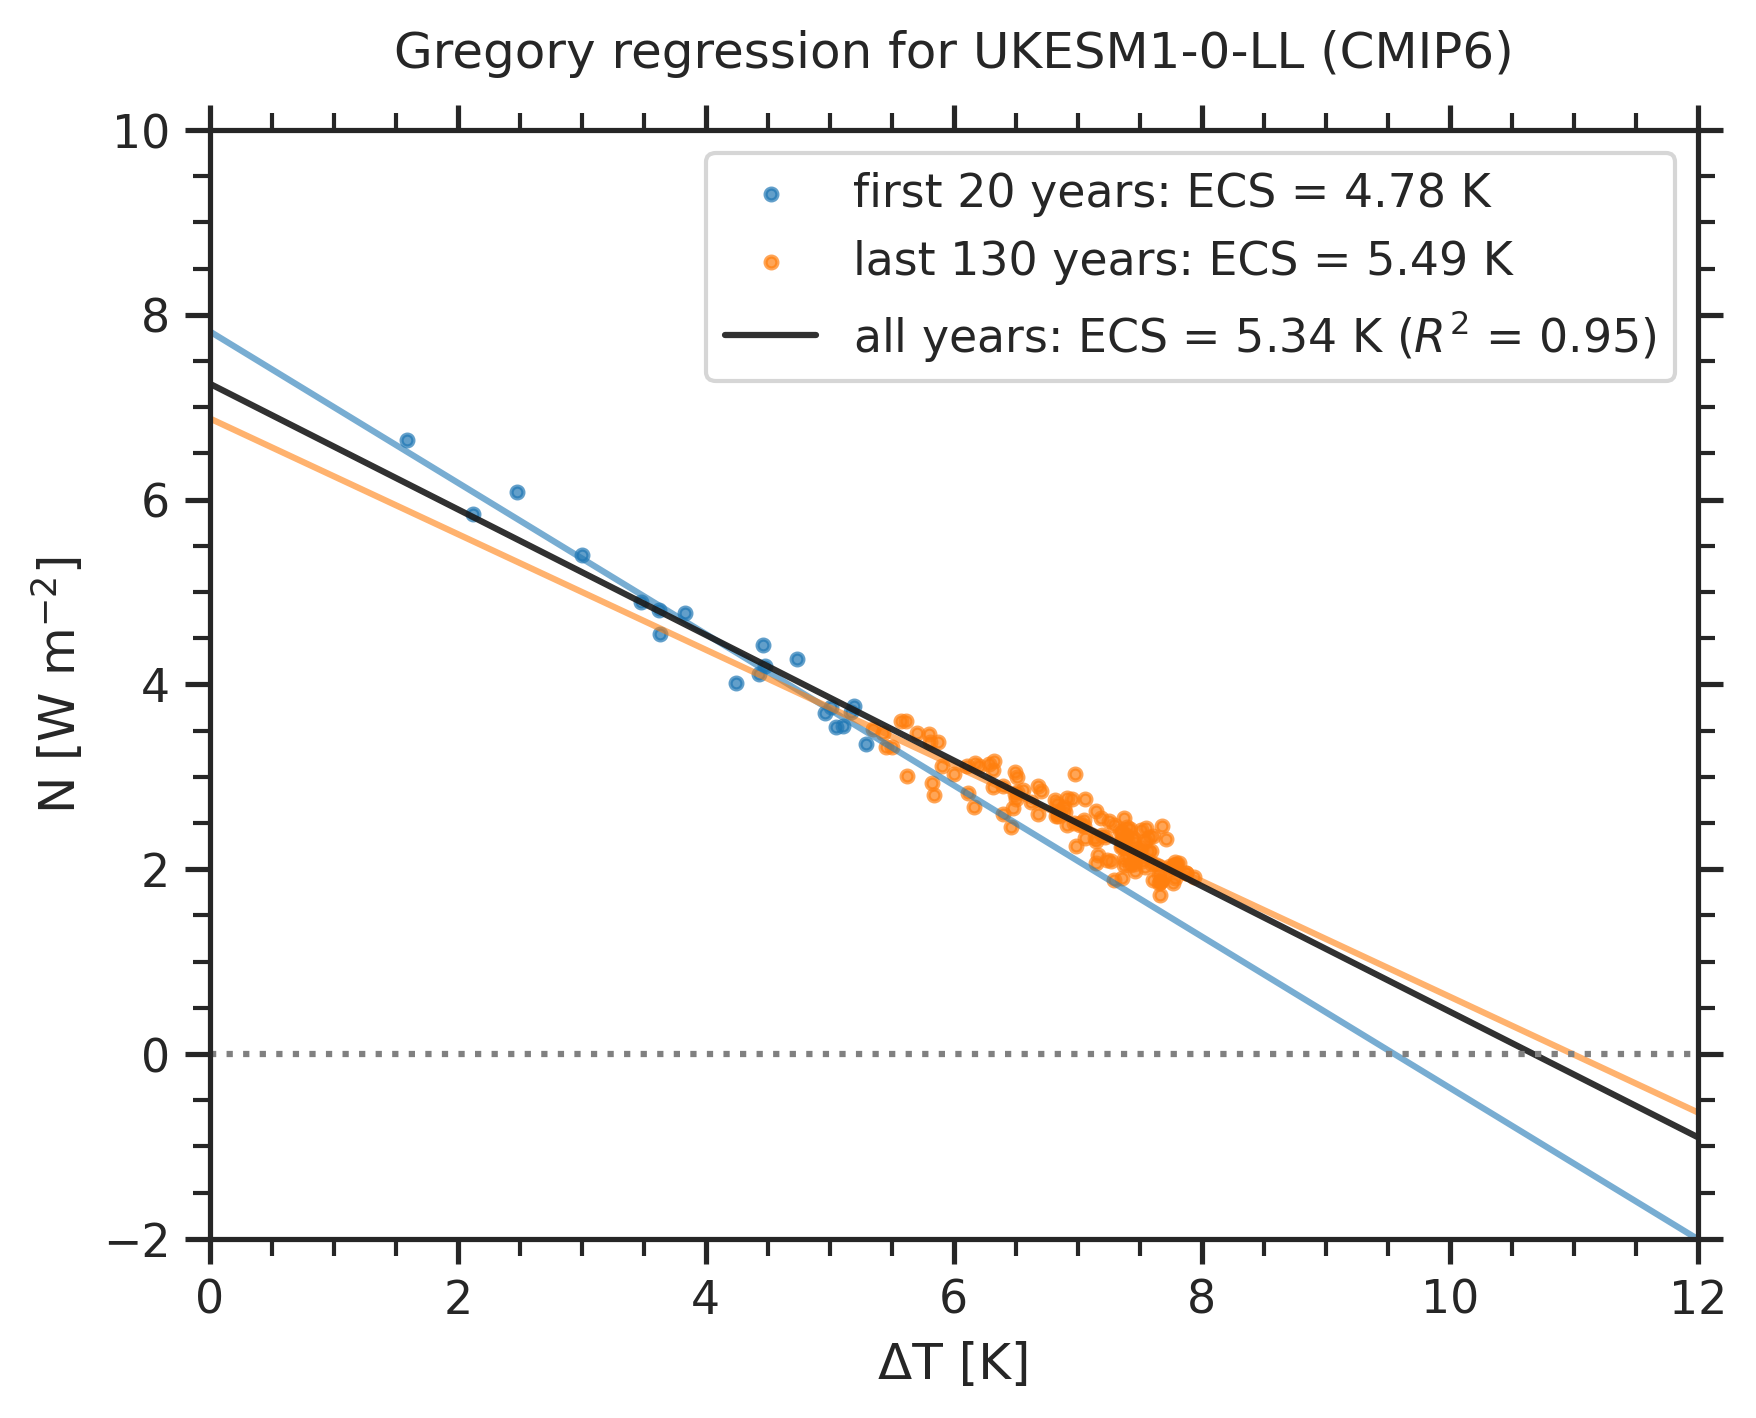 Gregory regression for UKESM1-0-LL (CMIP6)
10
8
6
4
2
0
−2
N [W m⁻²]
first 20 years: ECS = 4.78 K
last 130 years: ECS = 5.49 K
all years: ECS = 5.34 K (R² = 0.95)
0 2 4 6 8 10 12
ΔT [K]